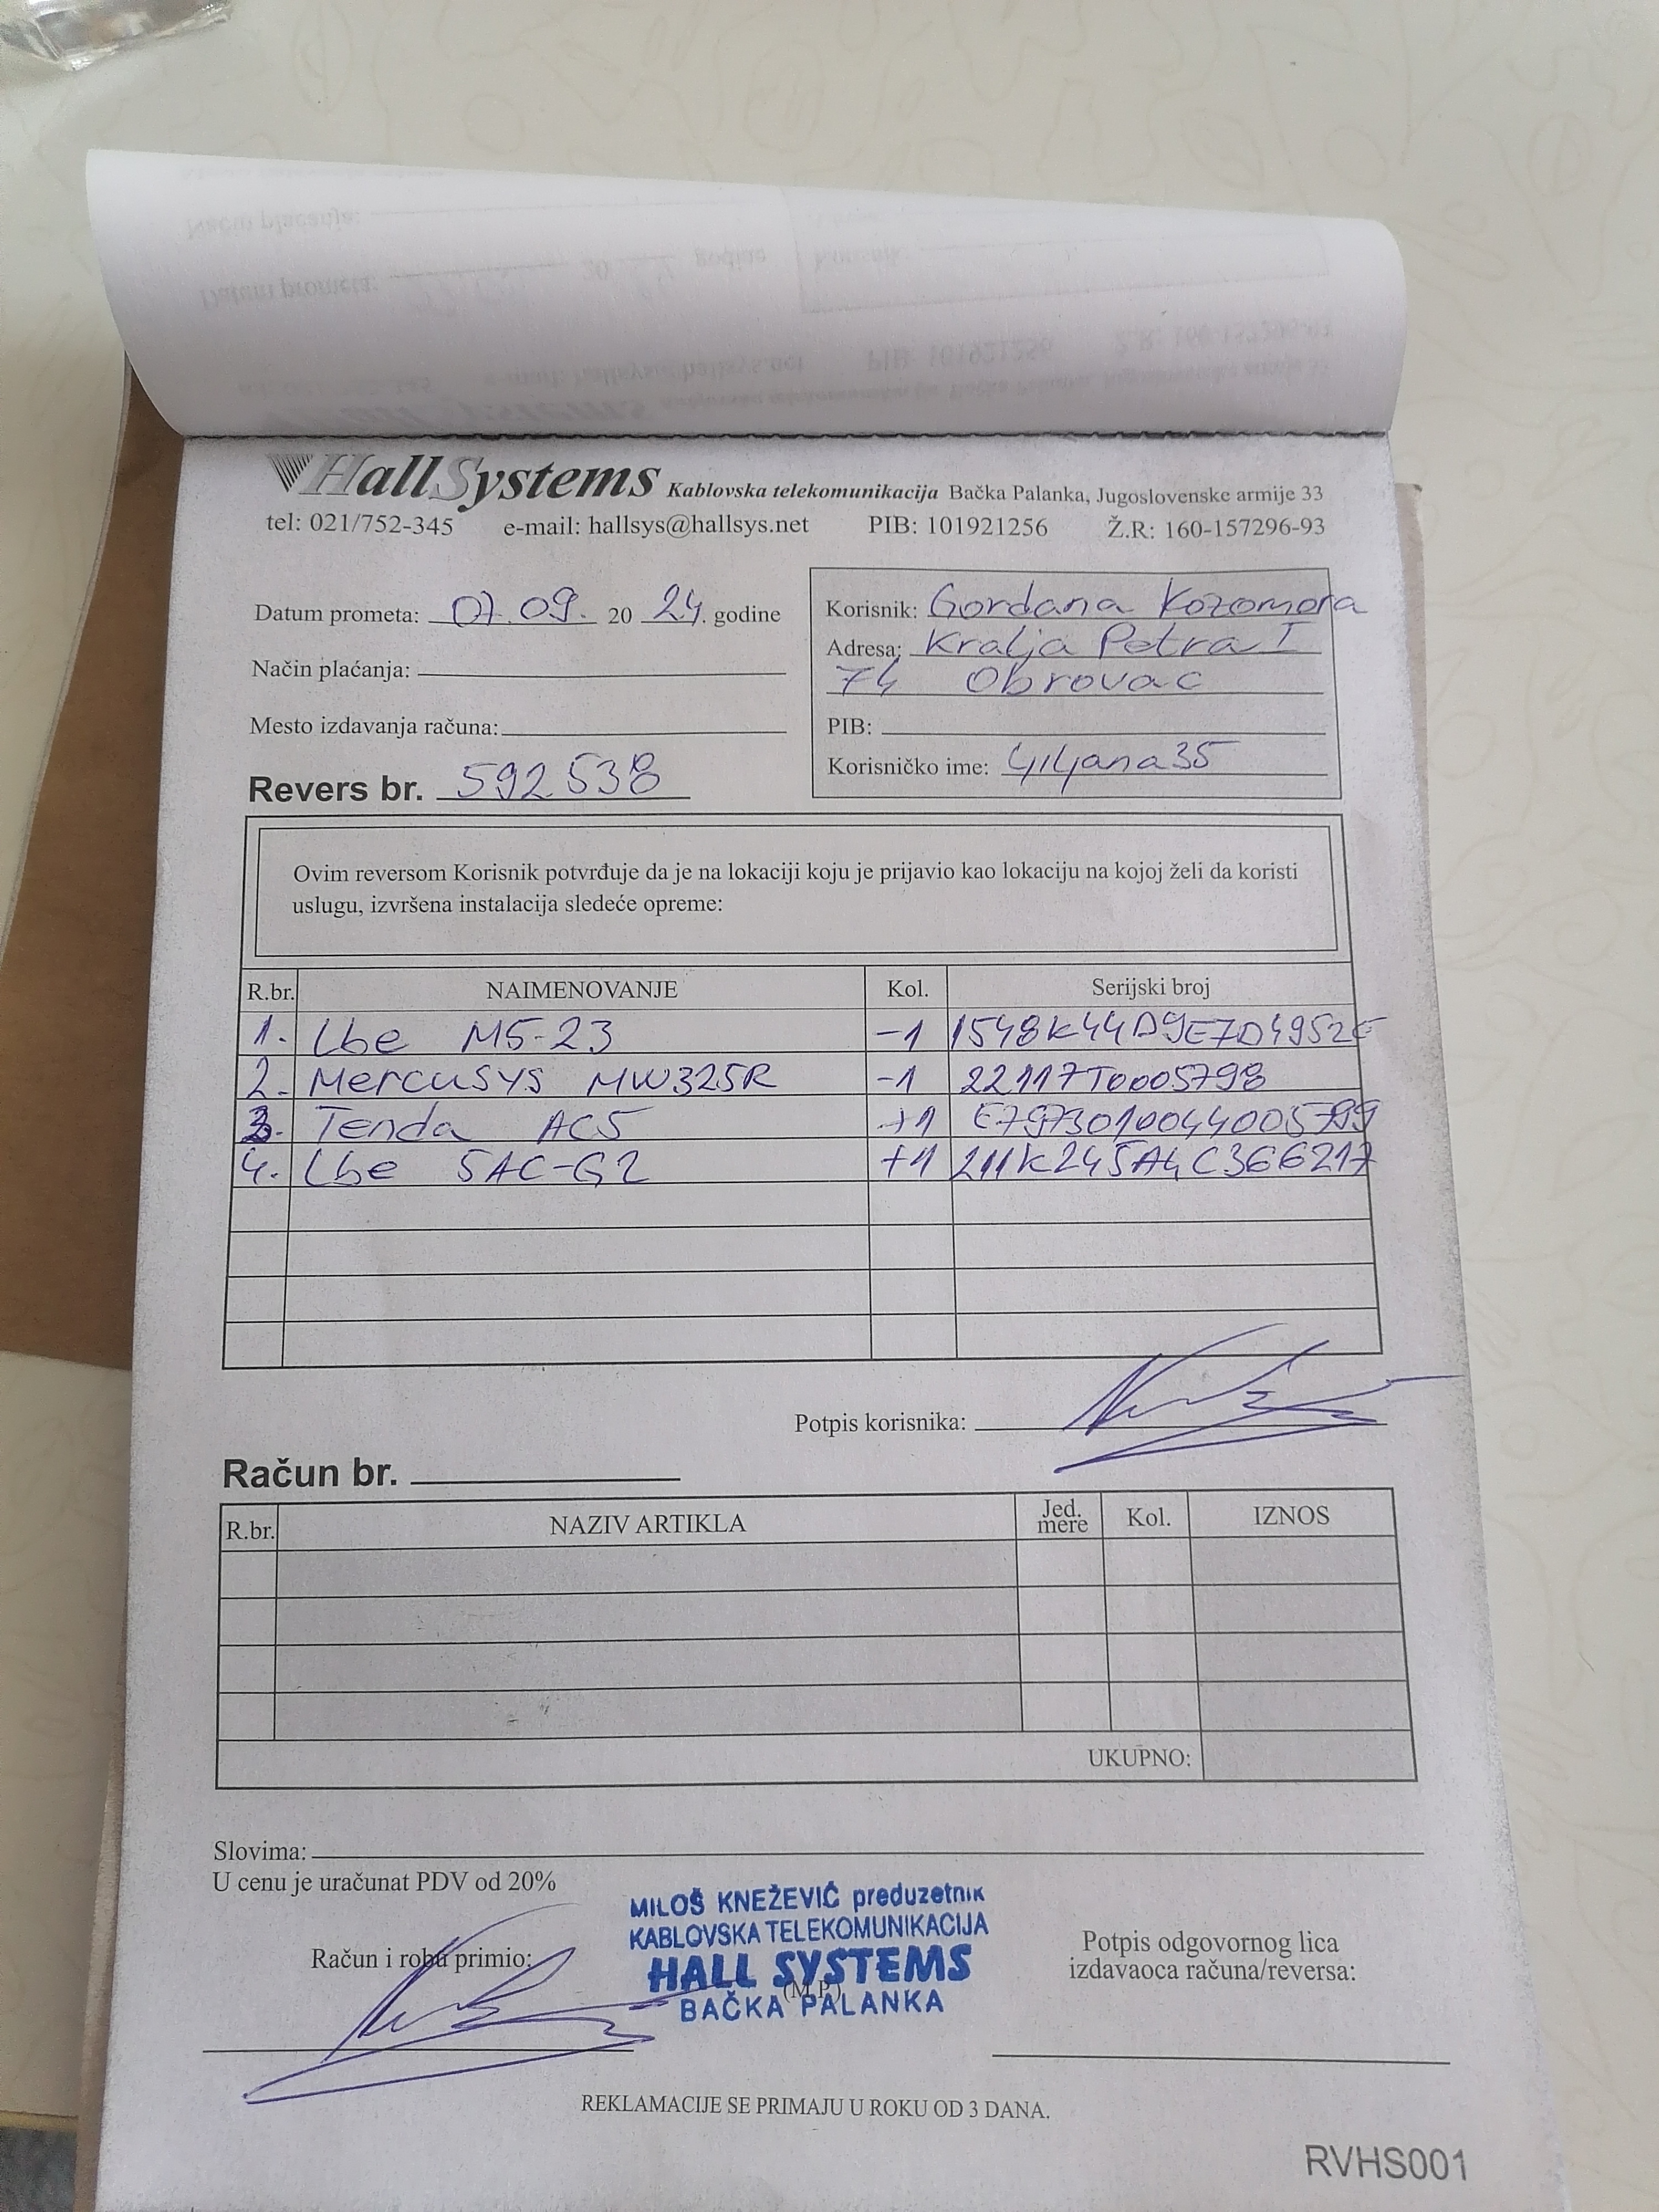 HallSystems Kablovska telekomunikacija Bačka Palanka, Jugoslovenske armije 33
tel: 021/752-345 e-mail: hallsys@hallsys.net PIB: 101921256 Ž.R: 160-157296-93
Datum prometa: 07.09. 20 24. godine
Način plaćanja:
Mesto izdavanja računa:
Revers br. 592538
Korisnik: Gordana Kozomora
Adresa: Kralja Petra I
74 Obrovac
PIB:
Korisničko ime: ljiljana35
Ovim reversom Korisnik potvrđuje da je na lokaciji koju je prijavio kao lokaciju na kojoj želi da koristi
uslugu, izvršena instalacija sledeće opreme:
R.br. NAIMENOVANJE Kol. Serijski broj
1. Lbe M5-23 -1 1548K44D9E7D4952E
2. Mercusys MW325R -1 22117T0005798
3. Tenda AC5 +1 E7973010044005799
4. Lbe 5AC-G2 +1 211K245A4C366217
Potpis korisnika:
Račun br.
R.br. NAZIV ARTIKLA Jed. mere Kol. IZNOS
UKUPNO:
Slovima:
U cenu je uračunat PDV od 20%
MILOŠ KNEŽEVIĆ preduzetnik
KABLOVSKA TELEKOMUNIKACIJA
HALL SYSTEMS
(M.P.)
BAČKA PALANKA
Račun i robu primio:
Potpis odgovornog lica
izdavaoca računa/reversa:
REKLAMACIJE SE PRIMAJU U ROKU OD 3 DANA.
RVHS001